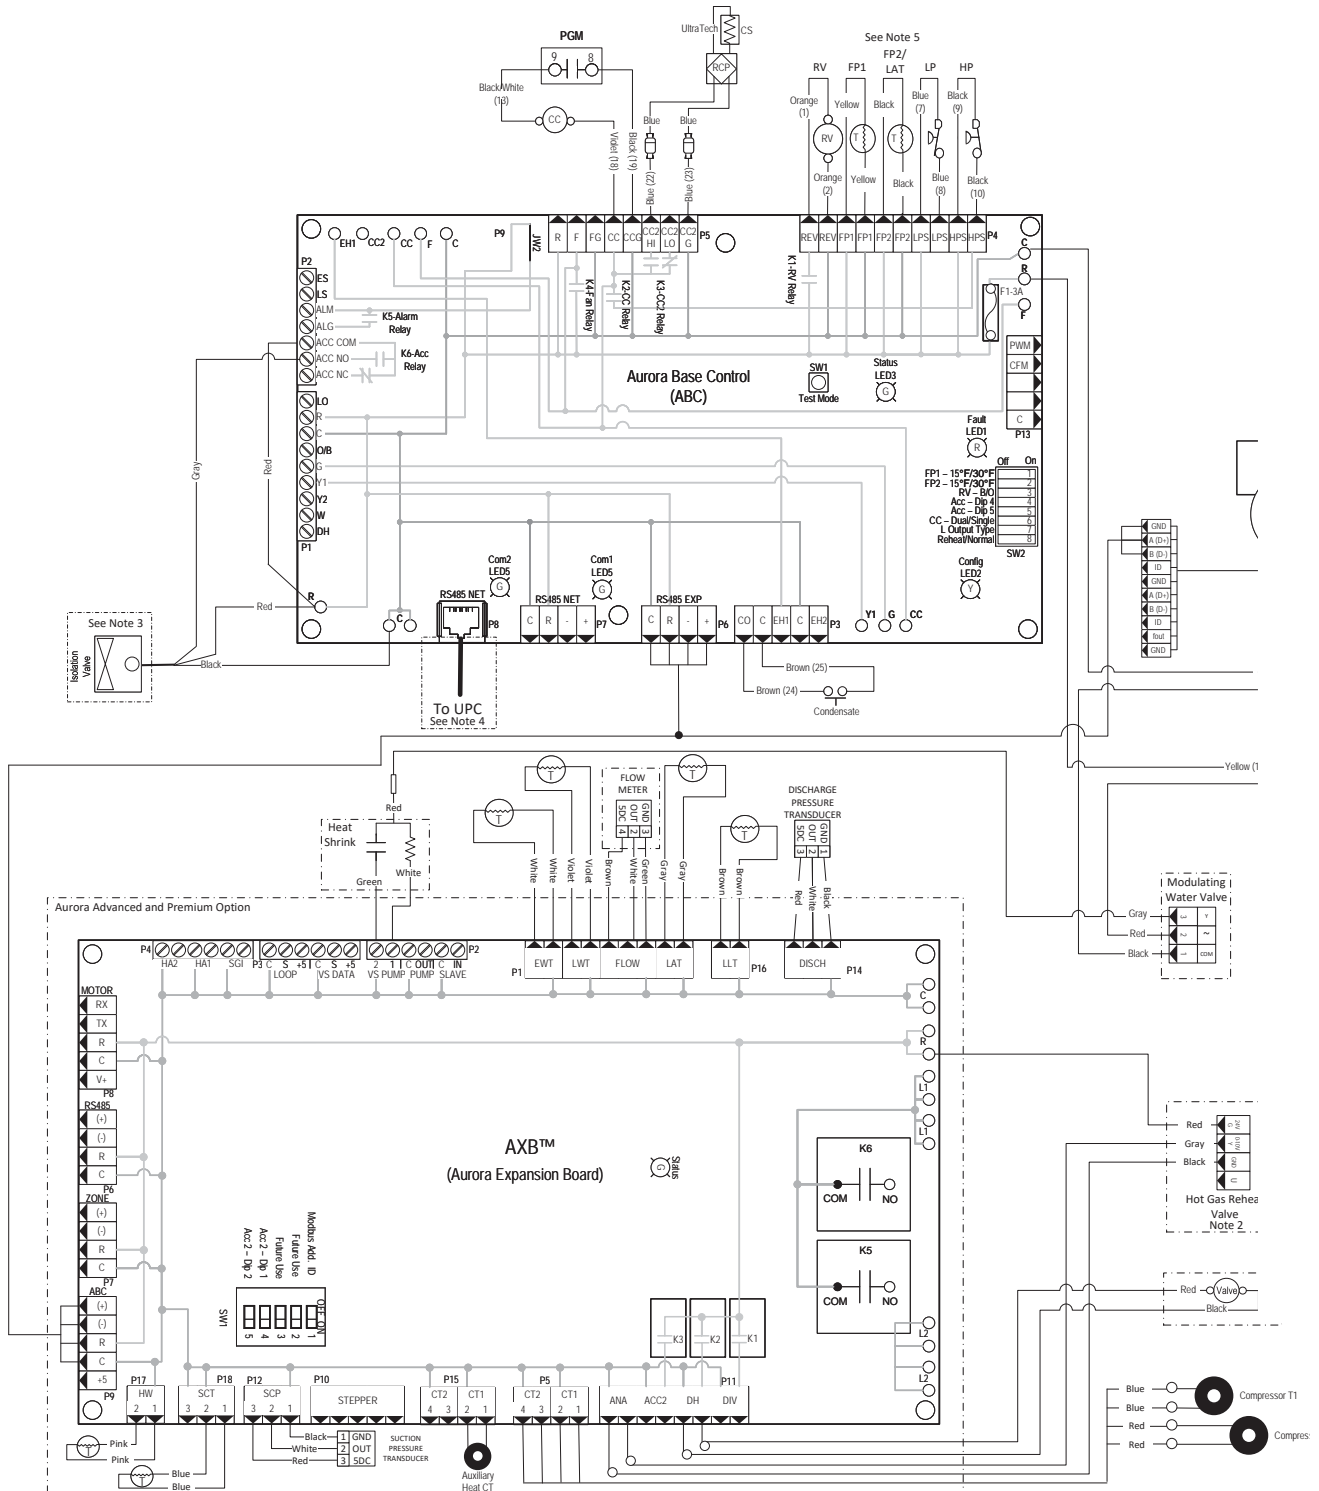 PGM
9 8
Black/White
(13)
CC
Violet (18)
Black (19)
UltraTech
CS
RCP
Blue
Blue
Blue (22)
Blue (23)
See Note 5
RV
FP1
FP2/
LAT
LP
HP
Orange
(1)
Yellow
Black
Blue
(7)
Black
(9)
RV
T
T
Orange
(2)
Yellow
Black
Blue
(8)
Black
(10)
EH1
CC2
CC
F
C
P9
JW2
R F FG CC CCG CC2 HI CC2 LO CC2 G
P5
REV REV FP1 FP1 FP2 FP2 LPS LPS HPS HPS
P4
C
R
F1-3A
F
P2
ES
LS
ALM
ALG
ACC COM
ACC NO
ACC NC
K5-Alarm
Relay
K6-Acc
Relay
K4-Fan Relay
K2-CC Relay
K3-CC2 Relay
K1-RV Relay
Aurora Base Control
(ABC)
SW1
Test Mode
Status
LED3
G
PWM
CFM
C
P13
Fault
LED1
R
Off On
FP1 – 15°F/30°F 1
FP2 – 15°F/30°F 2
RV – B/O 3
Acc – Dip 4 4
Acc – Dip 5 5
CC – Dual/Single 6
L Output Type 7
Reheat/Normal 8
SW2
Config
LED2
Y
LO
R
C
O/B
G
Y1
Y2
W
DH
P1
Gray
Red
R
Red
C
Black
See Note 3
Isolation
Valve
Com2
LED5
G
Com1
LED5
G
RS485 NET
P8
RS485 NET
C R - +
P7
RS485 EXP
C R - +
P6
CO C EH1 C EH2
P3
Y1 G CC
To UPC
See Note 4
Brown (25)
Brown (24)
Condensate
GND
A (D+)
B (D-)
ID
GND
A (D+)
B (D-)
ID
fout
GND
Yellow (1
Red
Heat
Shrink
Green
White
T
T
FLOW
METER
5DC OUT GND
4 2 3
T
T
DISCHARGE
PRESSURE
TRANSDUCER
5DC OUT GND
3 2 1
White
White
Violet
Violet
Brown
White
Green
Gray
Gray
Brown
Brown
Red
White
Black
Modulating
Water Valve
Gray 3 Y
Red 2 ~
Black 1 COM
Aurora Advanced and Premium Option
P4
HA2 HA1 SGI
P3
C S +5 C S +5
LOOP VS DATA
2 1 C OUT C IN
VS PUMP PUMP SLAVE
P2
P1
EWT LWT FLOW LAT
LLT
P16
DISCH
P14
C
R
L1
L1
MOTOR
RX
TX
R
C
V+
P8
RS485
(+)
(-)
R
C
P6
ZONE
(+)
(-)
R
C
P7
ABC
(+)
(-)
R
C
+5
P9
AXB™
(Aurora Expansion Board)
G
Status
K6
COM NO
K5
COM NO
L2
L2
Modbus Add. ID
Future Use
Future Use
Acc 2 – Dip 1
Acc 2 – Dip 2
SW1
OFF ON
5 4 3 2 1
K3 K2 K1
P17
HW
2 1
SCT
P18
3 2 1
P12
SCP
3 2 1
P10
STEPPER
P15
CT2 CT1
4 3 2 1
P5
CT2 CT1
4 3 2 1
ANA ACC2 DH DIV
P11
T
Pink
Pink
T
Blue
Blue
Black 1 GND
White 2 OUT
Red 3 5DC
SUCTION
PRESSURE
TRANSDUCER
Auxiliary
Heat CT
Red 24V G
Gray 0-10V Y
Black GND
U
Hot Gas Rehea
Valve
Note 2
Red
Valve
Black
Blue
Blue
Red
Red
Compressor T1
Compres